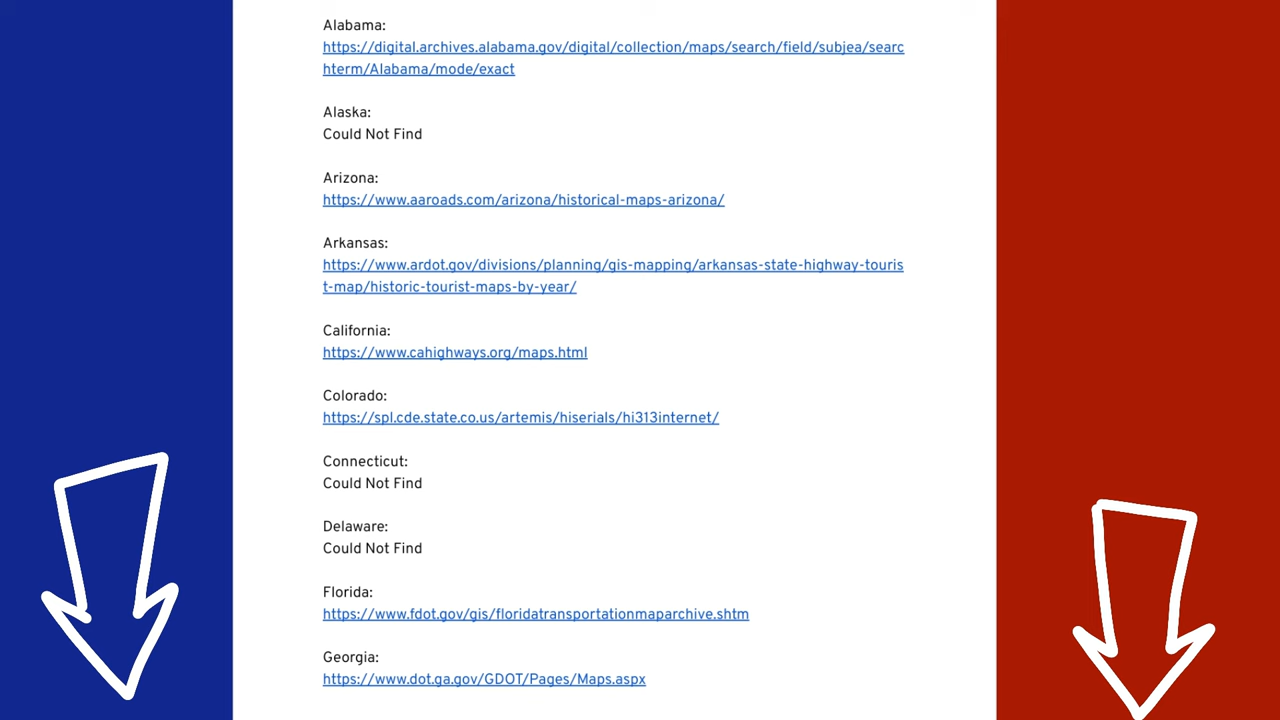 Alabama:
https://digital.archives.alabama.gov/digital/collection/maps/search/field/subjea/searc
hterm/Alabama/mode/exact
Alaska:
Could Not Find
Arizona:
https://www.aaroads.com/arizona/historical-maps-arizona/
Arkansas:
https://www.ardot.gov/divisions/planning/gis-mapping/arkansas-state-highway-touris
t-map/historic-tourist-maps-by-year/
California:
https://www.cahighways.org/maps.html
Colorado:
https://spl.cde.state.co.us/artemis/hiserials/hi313internet/
Connecticut:
Could Not Find
Delaware:
Could Not Find
Florida:
https://www.fdot.gov/gis/floridatransportationmaparchive.shtm
Georgia:
https://www.dot.ga.gov/GDOT/Pages/Maps.aspx